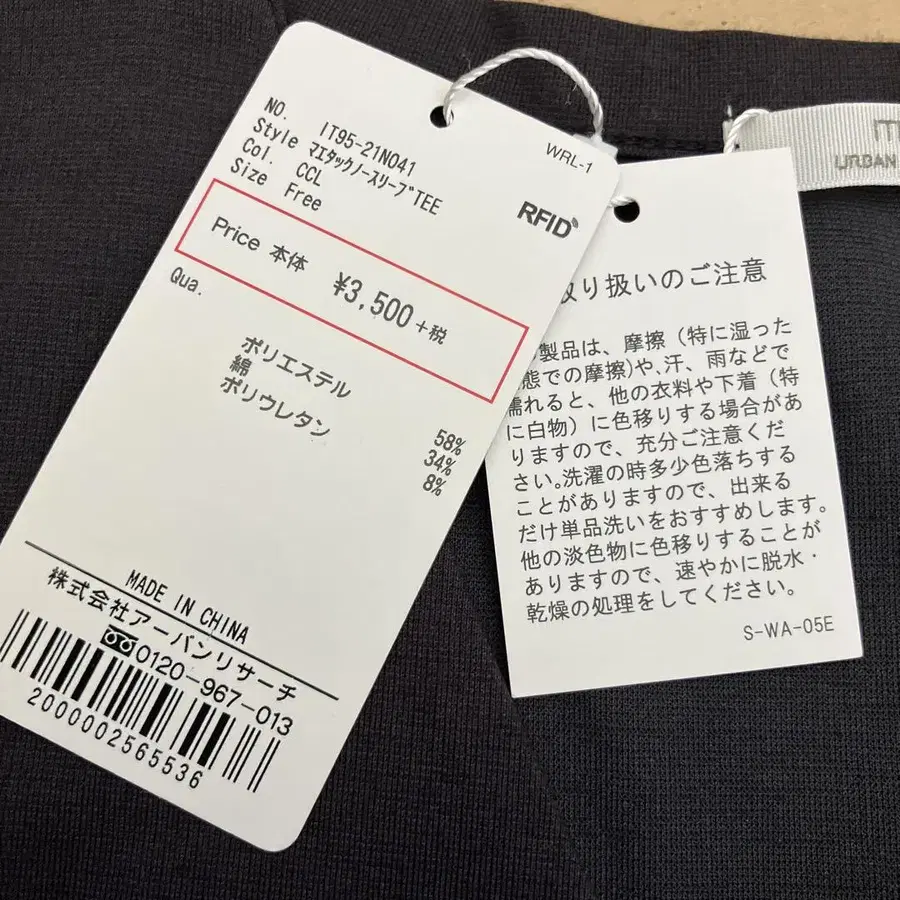 NO. IT95-21N041
Style マエタックノースリーブTEE
Col. CCL
Size Free
WRL-1
RFID
Price 本体 ¥3,500 +税
Qua.
ポリエステル 58%
綿 34%
ポリウレタン 8%
MADE IN CHINA
株式会社アーバンリサーチ
0120-967-013
2000002565536
URBAN
り扱いのご注意
製品は、摩擦（特に湿った
態での摩擦)や、汗、雨などで
濡れると、他の衣料や下着（特
に白物）に色移りする場合があ
りますので、充分ご注意くだ
さい。洗濯の時多少色落ちする
ことがありますので、出来る
だけ単品洗いをおすすめします。
他の淡色物に色移りすることが
ありますので、速やかに脱水・
乾燥の処理をしてください。
S-WA-05E